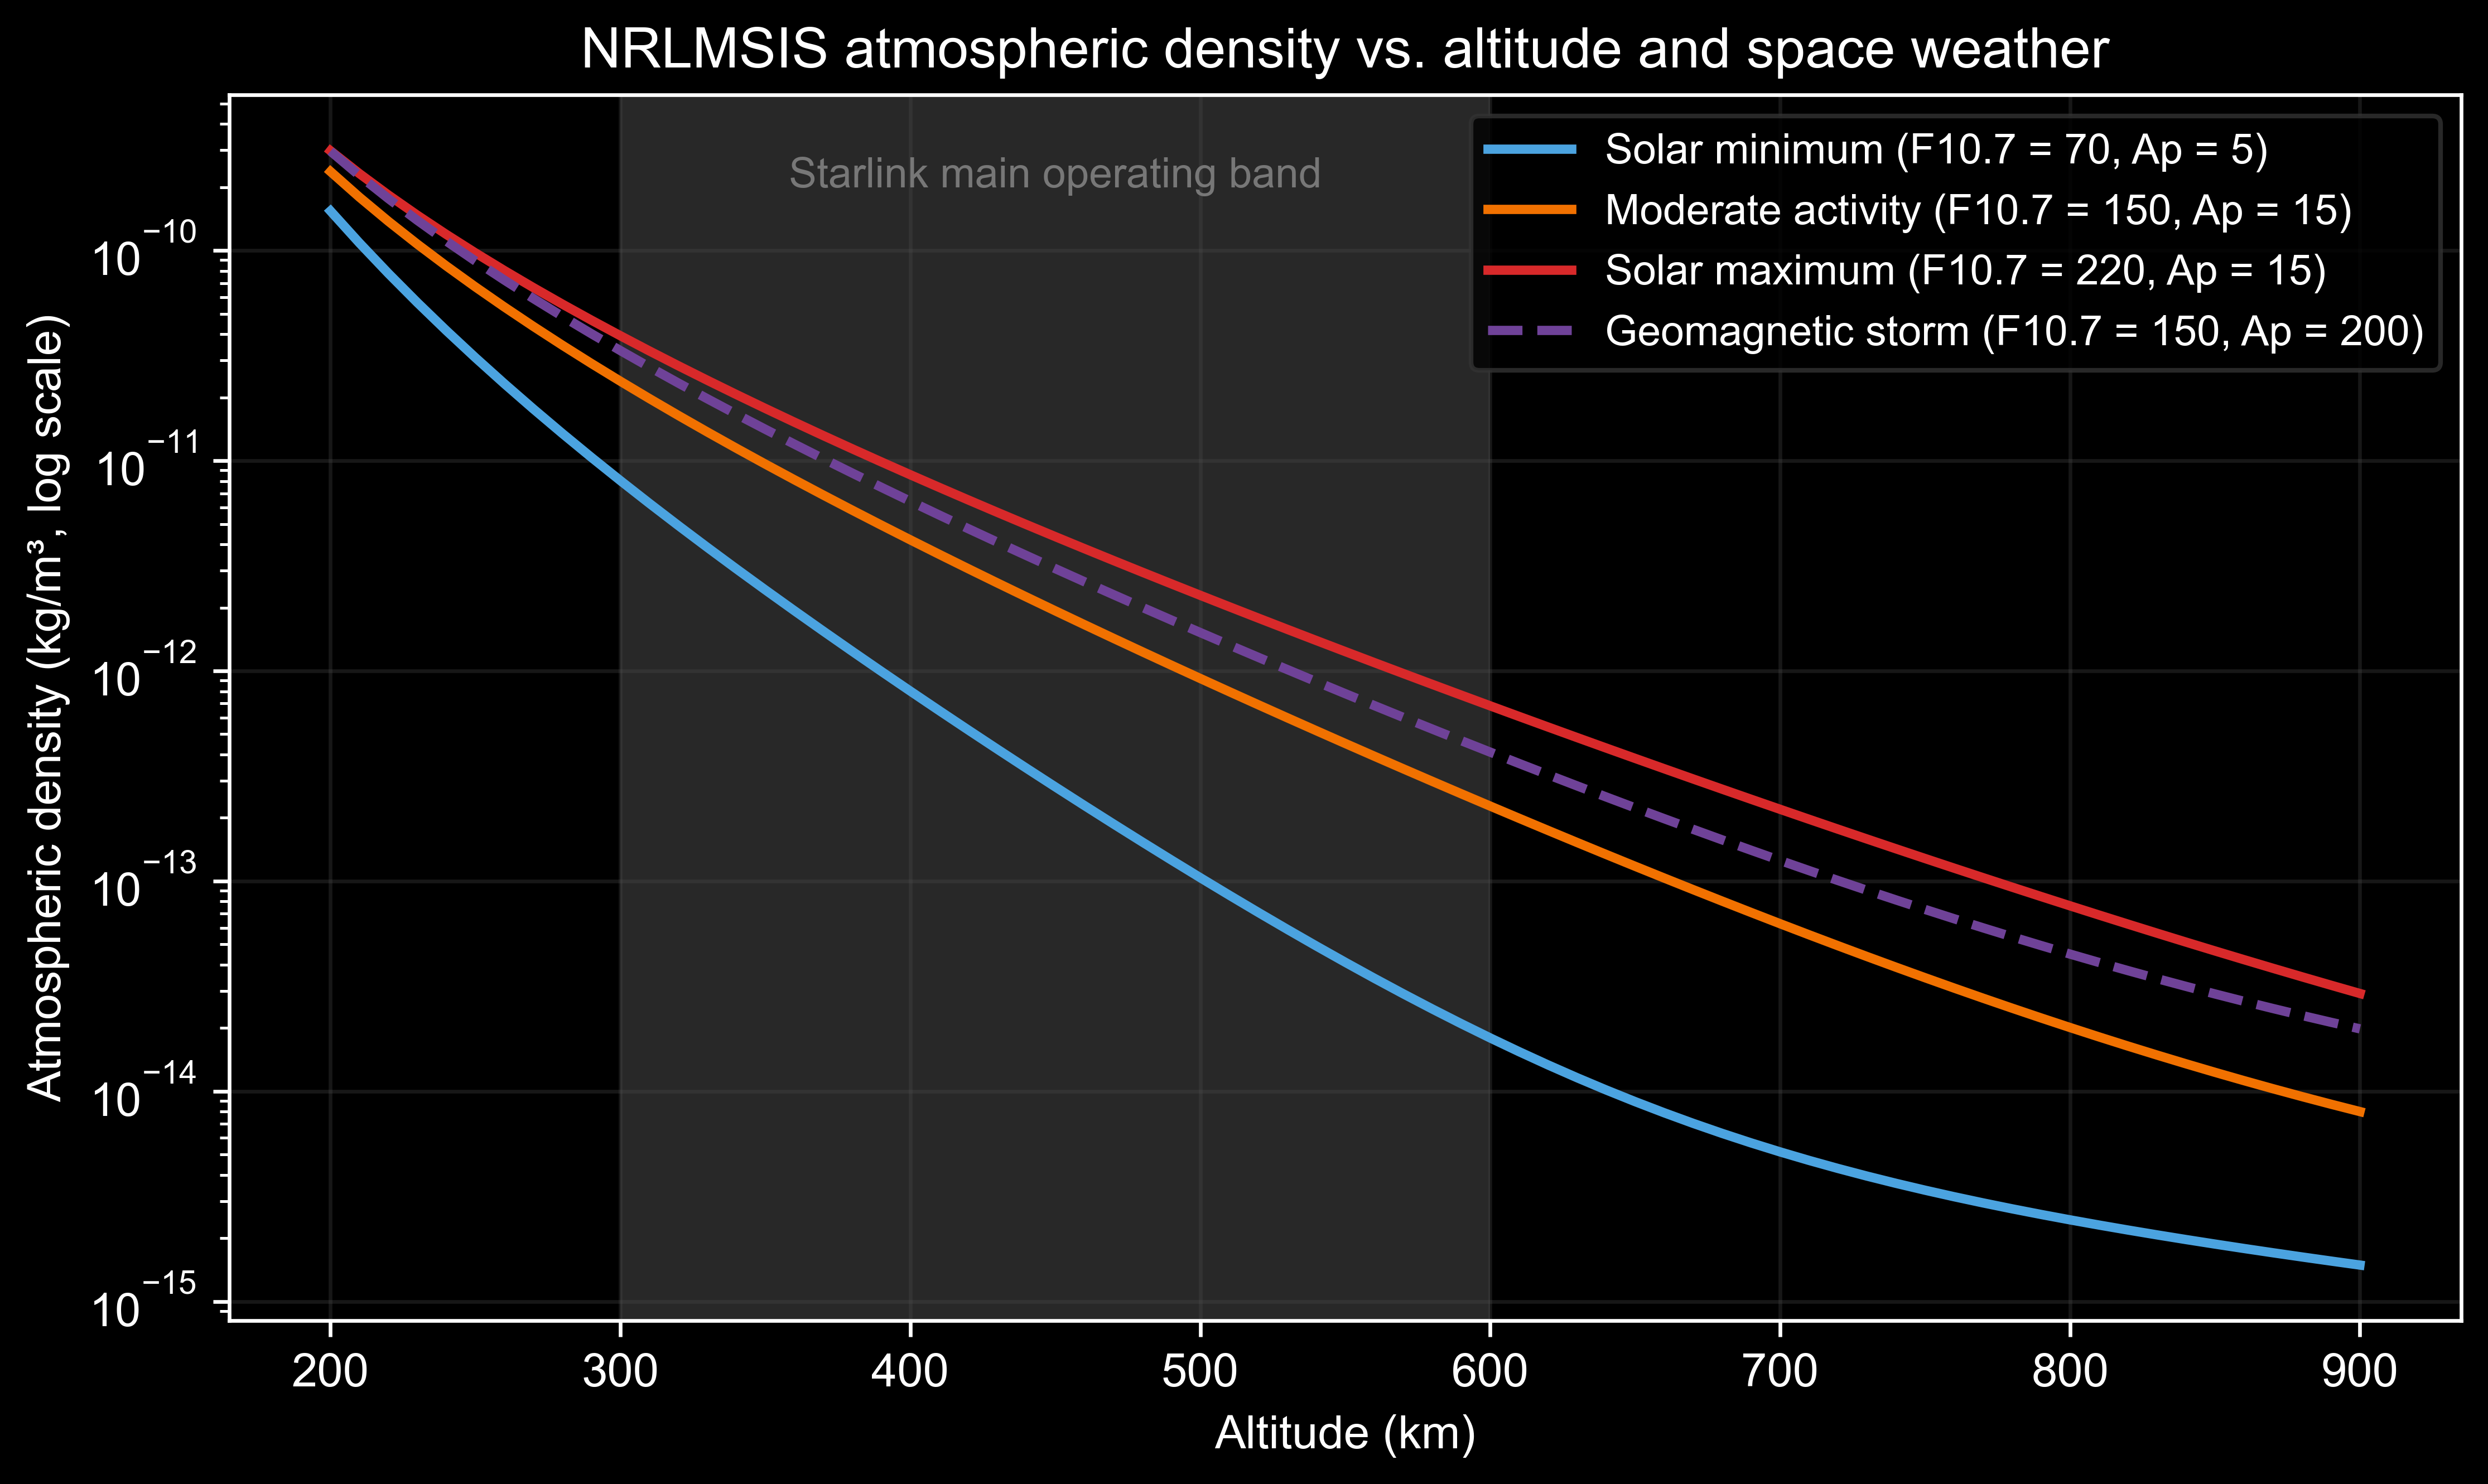 NRLMSIS atmospheric density vs. altitude and space weather
Starlink main operating band
Solar minimum (F10.7 = 70, Ap = 5)
Moderate activity (F10.7 = 150, Ap = 15)
Solar maximum (F10.7 = 220, Ap = 15)
Geomagnetic storm (F10.7 = 150, Ap = 200)
Atmospheric density (kg/m³, log scale)
10⁻¹⁰
10⁻¹¹
10⁻¹²
10⁻¹³
10⁻¹⁴
10⁻¹⁵
200 300 400 500 600 700 800 900
Altitude (km)